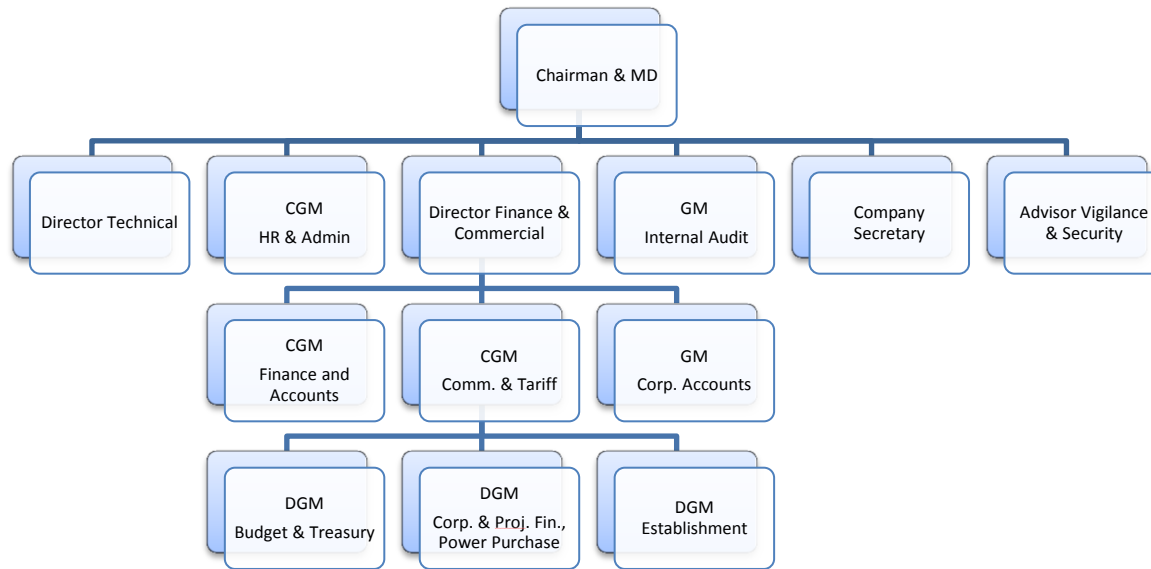 Chairman & MD
Director Technical
CGM
HR & Admin
Director Finance &
Commercial
GM
Internal Audit
Company
Secretary
Advisor Vigilance
& Security
CGM
Finance and
Accounts
CGM
Comm. & Tariff
GM
Corp. Accounts
DGM
Budget & Treasury
DGM
Corp. & Proj. Fin.,
Power Purchase
DGM
Establishment